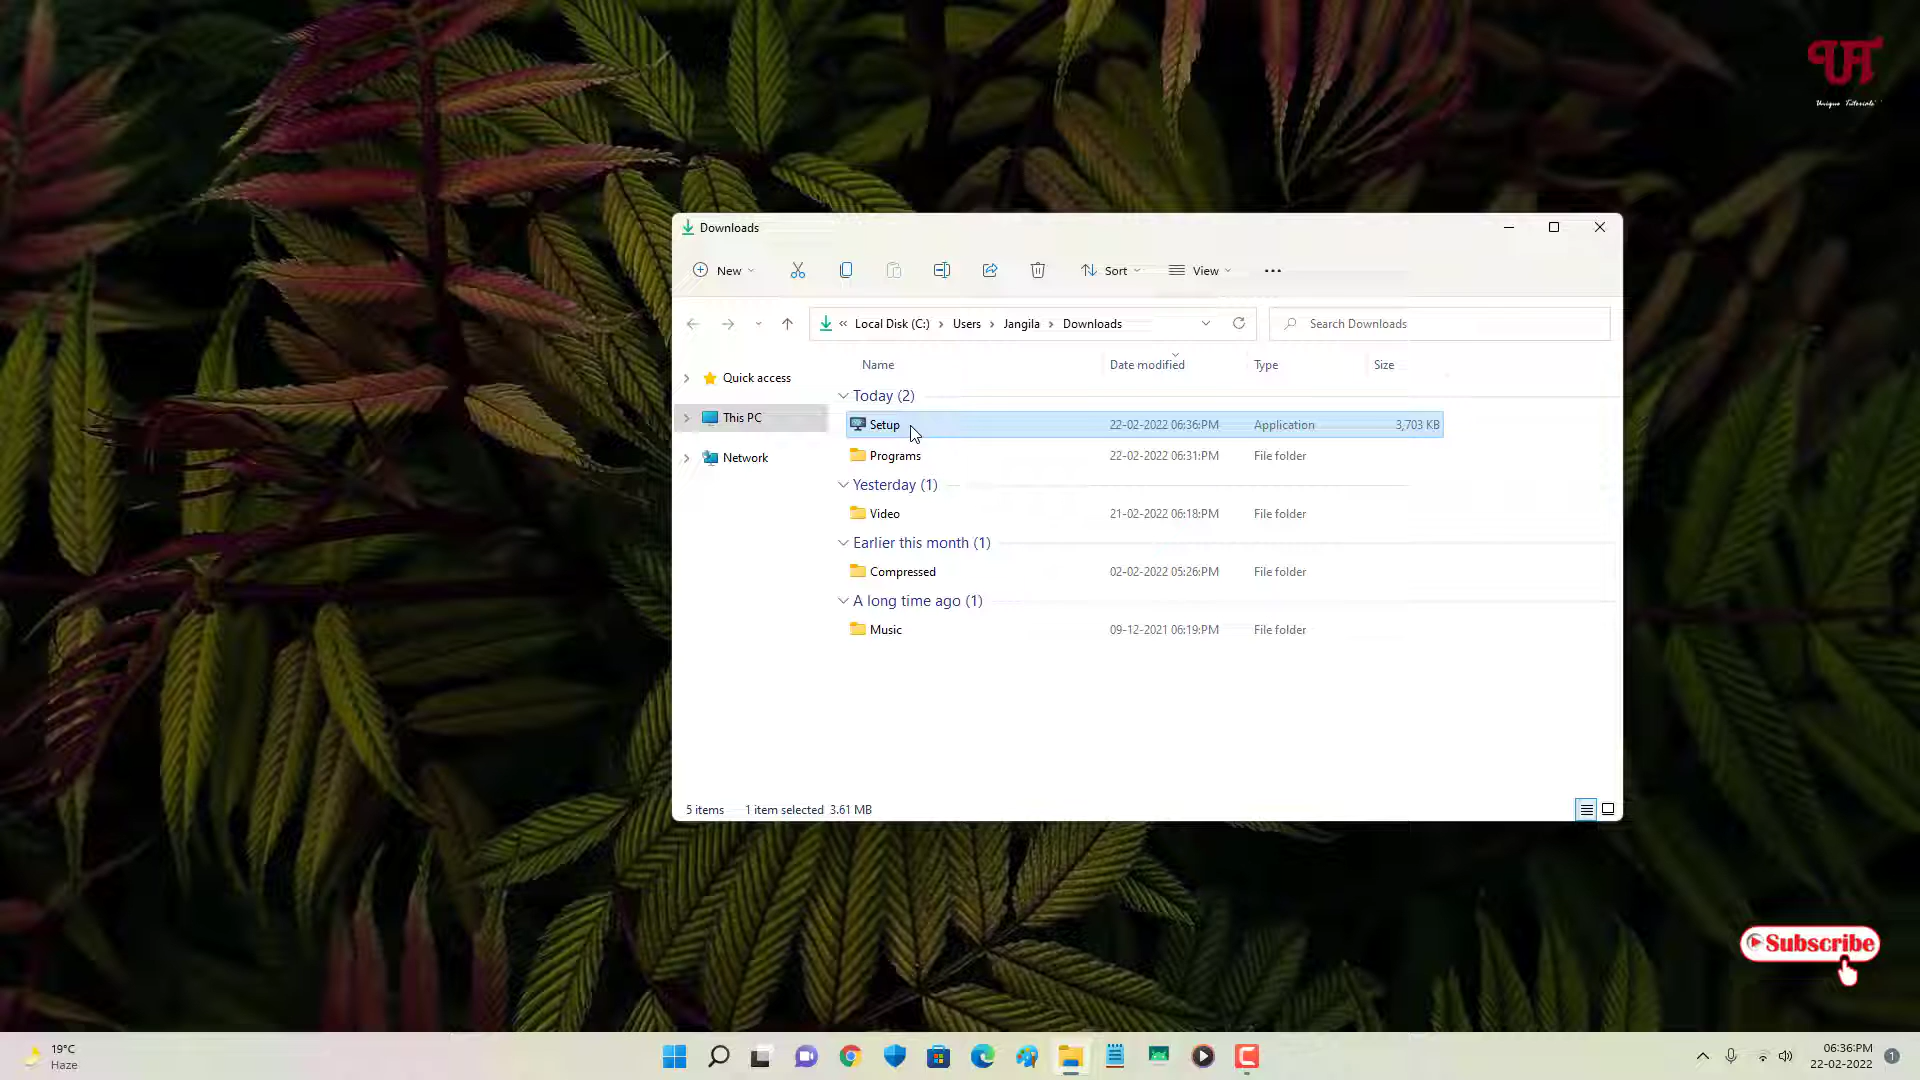 UT
Unique Tutorials
Downloads
New
Sort
View
« Local Disk (C:) > Users > Jangila > Downloads
Search Downloads
Name Date modified Type Size
Quick access
This PC
Network
Today (2)
Setup 22-02-2022 06:36:PM Application 3,703 KB
Programs 22-02-2022 06:31:PM File folder
Yesterday (1)
Video 21-02-2022 06:18:PM File folder
Earlier this month (1)
Compressed 02-02-2022 05:26:PM File folder
A long time ago (1)
Music 09-12-2021 06:19:PM File folder
5 items 1 item selected 3.61 MB
Subscribe
19°C
Haze
06:36:PM
22-02-2022
1